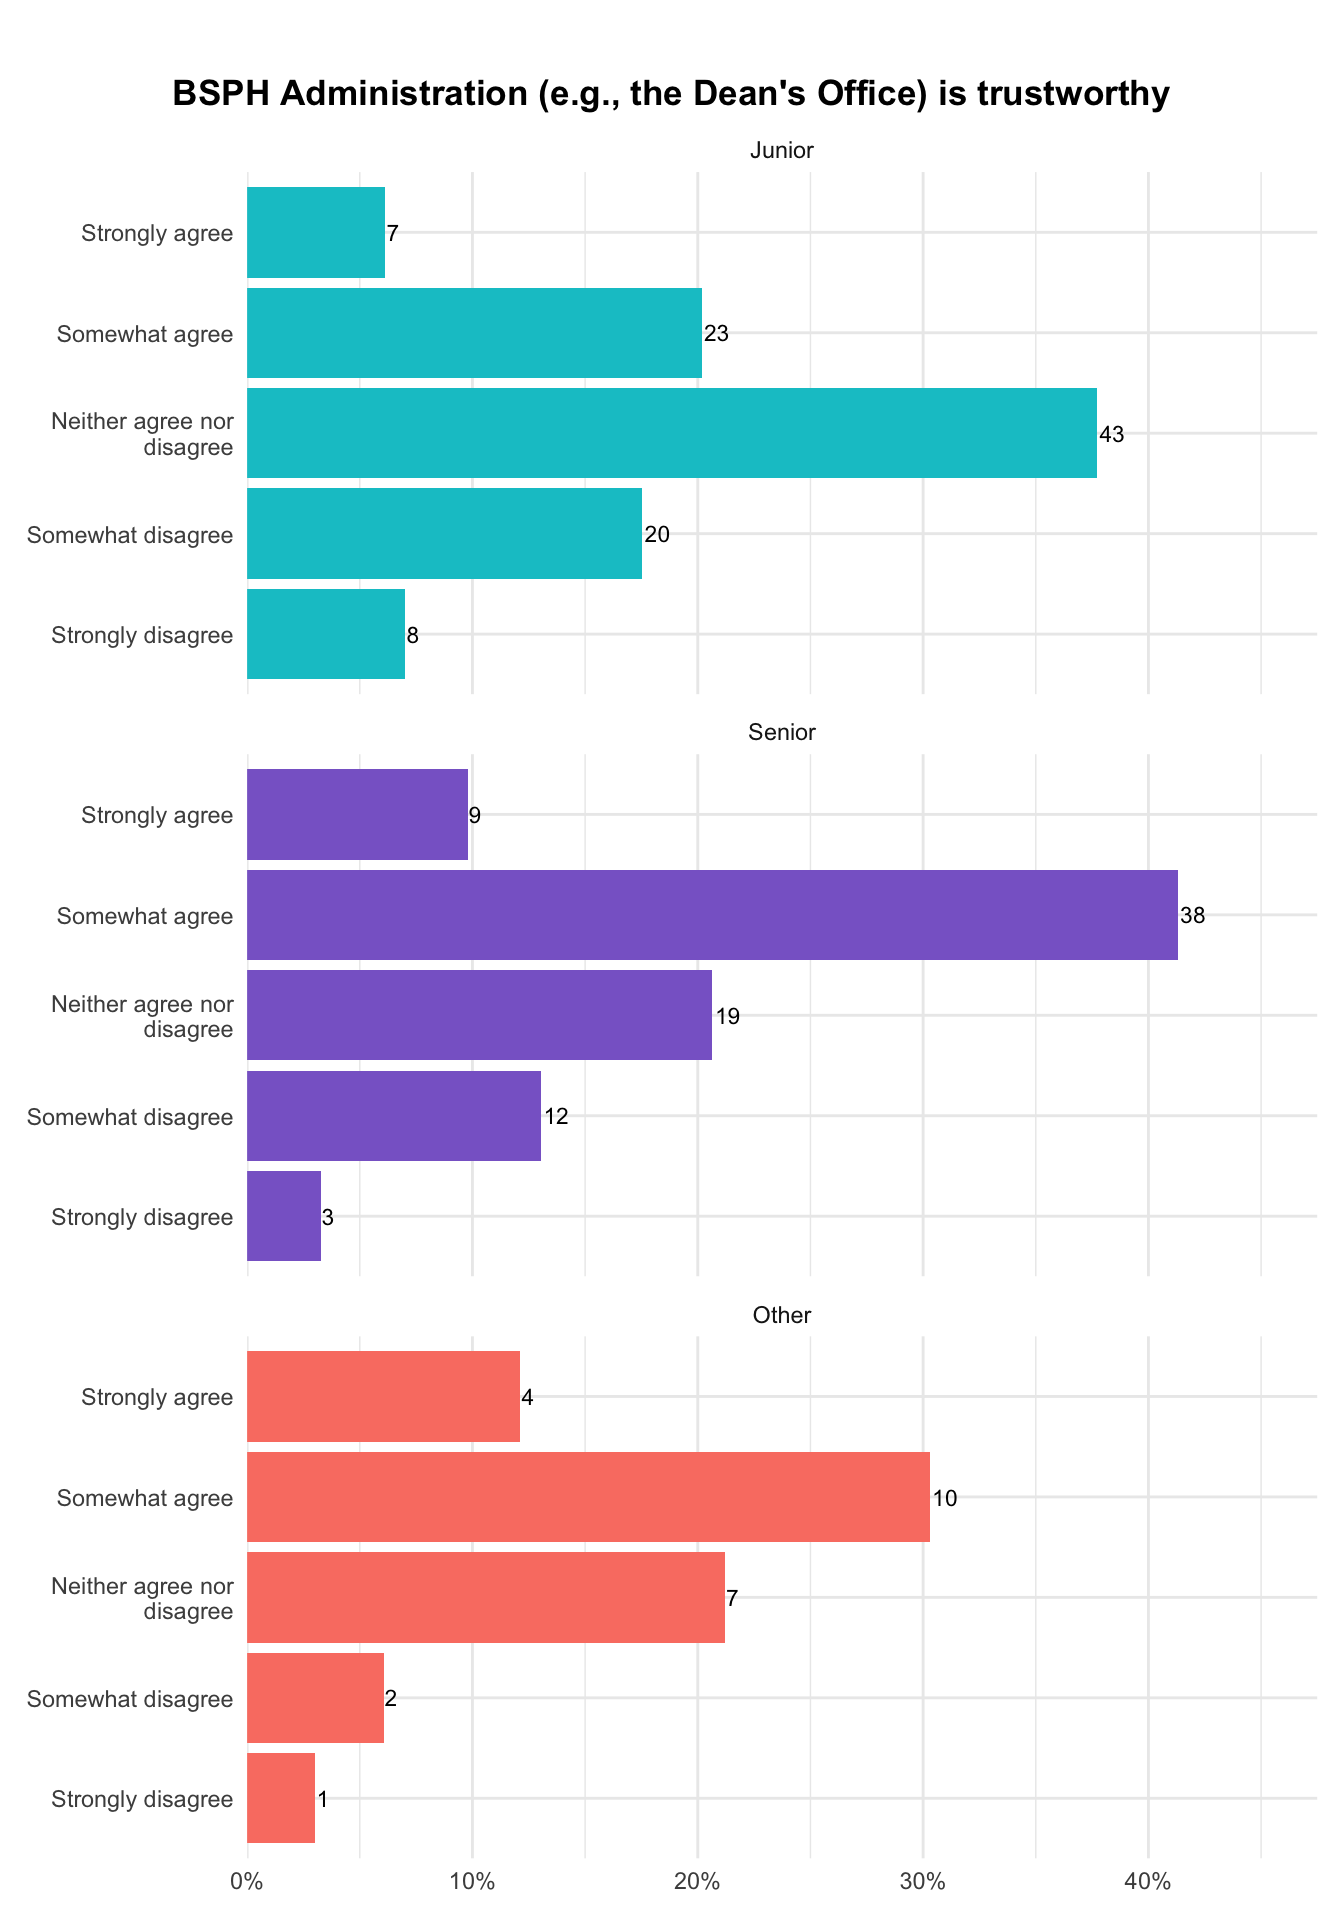 BSPH Administration (e.g., the Dean's Office) is trustworthy
Junior
Strongly agree
7
Somewhat agree
23
Neither agree nor
disagree
43
Somewhat disagree
20
Strongly disagree
8
Senior
Strongly agree
9
Somewhat agree
38
Neither agree nor
disagree
19
Somewhat disagree
12
Strongly disagree
3
Other
Strongly agree
4
Somewhat agree
10
Neither agree nor
disagree
7
Somewhat disagree
2
Strongly disagree
1
0% 10% 20% 30% 40%